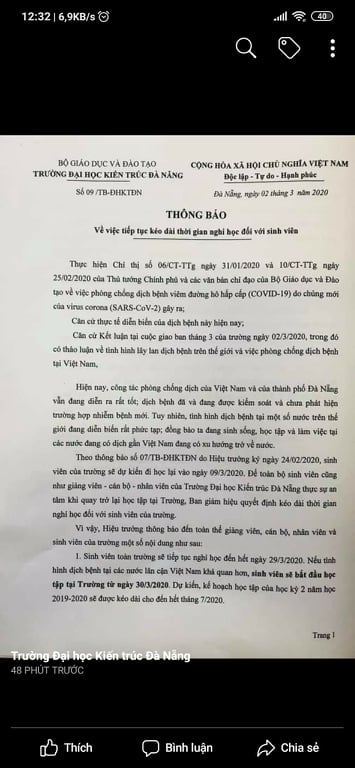 12:32 | 6,9KB/s
40
BỘ GIÁO DỤC VÀ ĐÀO TẠO
TRƯỜNG ĐẠI HỌC KIẾN TRÚC ĐÀ NẴNG
Số 09 /TB-ĐHKTĐN
CỘNG HÒA XÃ HỘI CHỦ NGHĨA VIỆT NAM
Độc lập - Tự do - Hạnh phúc
Đà Nẵng, ngày 02 tháng 3 năm 2020
THÔNG BÁO
Về việc tiếp tục kéo dài thời gian nghỉ học đối với sinh viên
Thực hiện Chỉ thị số 06/CT-TTg ngày 31/01/2020 và 10/CT-TTg ngày
25/02/2020 của Thủ tướng Chính phủ và các văn bản chỉ đạo của Bộ Giáo dục và Đào
tạo về việc phòng chống dịch bệnh viêm đường hô hấp cấp (COVID-19) do chủng mới
của virus corona (SARS-CoV-2) gây ra;
Căn cứ thực tế diễn biến của dịch bệnh này hiện nay;
Căn cứ Kết luận tại cuộc giao ban tháng 3 của trường ngày 02/3/2020, trong đó
có thảo luận về tình hình lây lan dịch bệnh trên thế giới và việc phòng chống dịch bệnh
tại Việt Nam,
Hiện nay, công tác phòng chống dịch của Việt Nam và của thành phố Đà Nẵng
vẫn đang diễn ra rất tốt; dịch bệnh đã và đang được kiểm soát và chưa phát hiện
trường hợp nhiễm bệnh mới. Tuy nhiên, tình hình dịch bệnh tại một số nước trên thế
giới đang diễn biến rất phức tạp; đồng bào ta đang sinh sống, học tập và làm việc tại
các nước đang có dịch gần Việt Nam đang có xu hướng trở về nước.
Theo thông báo số 07/TB-ĐHKTĐN do Hiệu trưởng ký ngày 24/02/2020, sinh
viên của trường sẽ dự kiến đi học lại vào ngày 09/3/2020. Để toàn bộ sinh viên cũng
như giảng viên - cán bộ - nhân viên của Trường Đại học Kiến trúc Đà Nẵng thực sự an
tâm khi quay trở lại học tập tại Trường, Ban giám hiệu quyết định kéo dài thời gian
nghỉ học đối với sinh viên của trường.
Vì vậy, Hiệu trưởng thông báo đến toàn thể giảng viên, cán bộ, nhân viên và
sinh viên của trường một số nội dung như sau:
1. Sinh viên toàn trường sẽ tiếp tục nghỉ học đến hết ngày 29/3/2020. Nếu tình
hình dịch bệnh tại các nước lân cận Việt Nam khả quan hơn, sinh viên sẽ bắt đầu học
tập tại Trường từ ngày 30/3/2020. Dự kiến, kế hoạch học tập của học kỳ 2 năm học
2019-2020 sẽ được kéo dài cho đến hết tháng 7/2020.
Trang 1
Trường Đại học Kiến trúc Đà Nẵng
48 PHÚT TRƯỚC
Thích
Bình luận
Chia sẻ